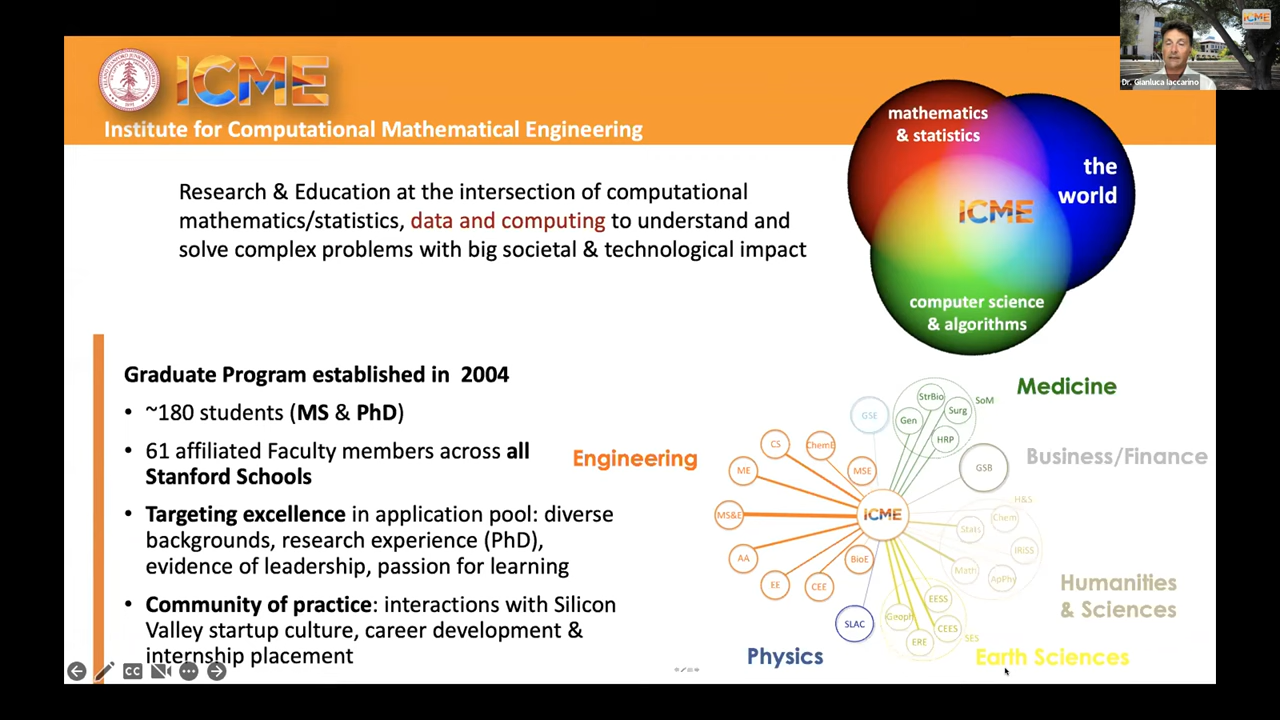 ICME
Institute for Computational Mathematical Engineering
ICME
Dr. Gianluca Iaccarino
mathematics
& statistics
the
world
ICME
computer science
& algorithms
Research & Education at the intersection of computational
mathematics/statistics, data and computing to understand and
solve complex problems with big societal & technological impact
Graduate Program established in 2004
• ~180 students (MS & PhD)
• 61 affiliated Faculty members across all
Stanford Schools
• Targeting excellence in application pool: diverse
backgrounds, research experience (PhD),
evidence of leadership, passion for learning
• Community of practice: interactions with Silicon
Valley startup culture, career development &
internship placement
CC
Engineering
Medicine
Business/Finance
Humanities
& Sciences
Earth Sciences
Physics
GSE
StrBio
SoM
Gen
Surg
HRP
CS
ChemE
ME
MSE
GSB
MS&E
ICME
H&S
Stats
Chem
IRiSS
AA
BioE
Math
ApPhy
EE
CEE
EESS
SLAC
Geoph
CEES
ERE
SES